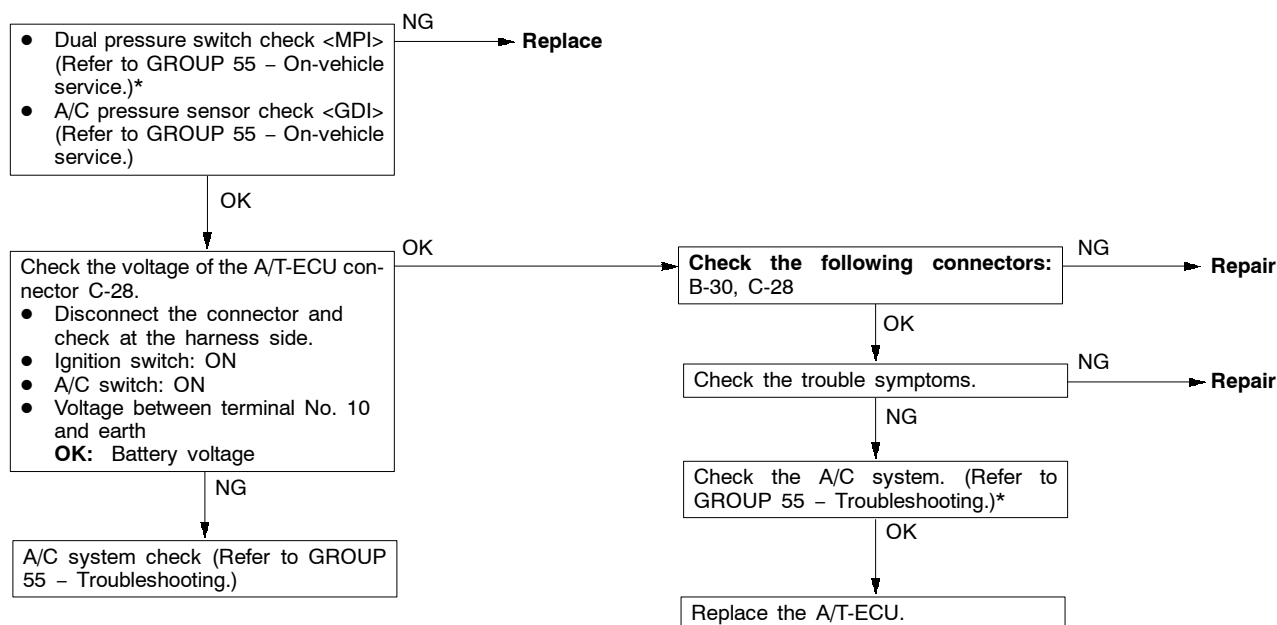 ● Dual pressure switch check <MPI>
(Refer to GROUP 55 – On-vehicle
service.)*
● A/C pressure sensor check <GDI>
(Refer to GROUP 55 – On-vehicle
service.)
NG
Replace
OK
Check the voltage of the A/T-ECU con-
nector C-28.
● Disconnect the connector and
check at the harness side.
● Ignition switch: ON
● A/C switch: ON
● Voltage between terminal No. 10
and earth
OK: Battery voltage
OK
Check the following connectors:
B-30, C-28
NG
Repair
OK
Check the trouble symptoms.
NG
Repair
NG
Check the A/C system. (Refer to
GROUP 55 – Troubleshooting.)*
OK
Replace the A/T-ECU.
NG
A/C system check (Refer to GROUP
55 – Troubleshooting.)